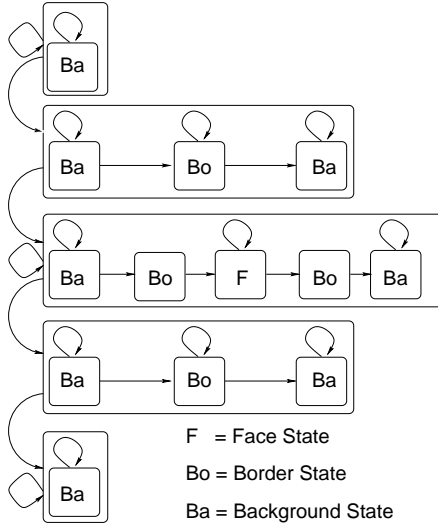 Ba
Ba Bo Ba
Ba Bo F Bo Ba
Ba Bo Ba
Ba
F = Face State
Bo = Border State
Ba = Background State